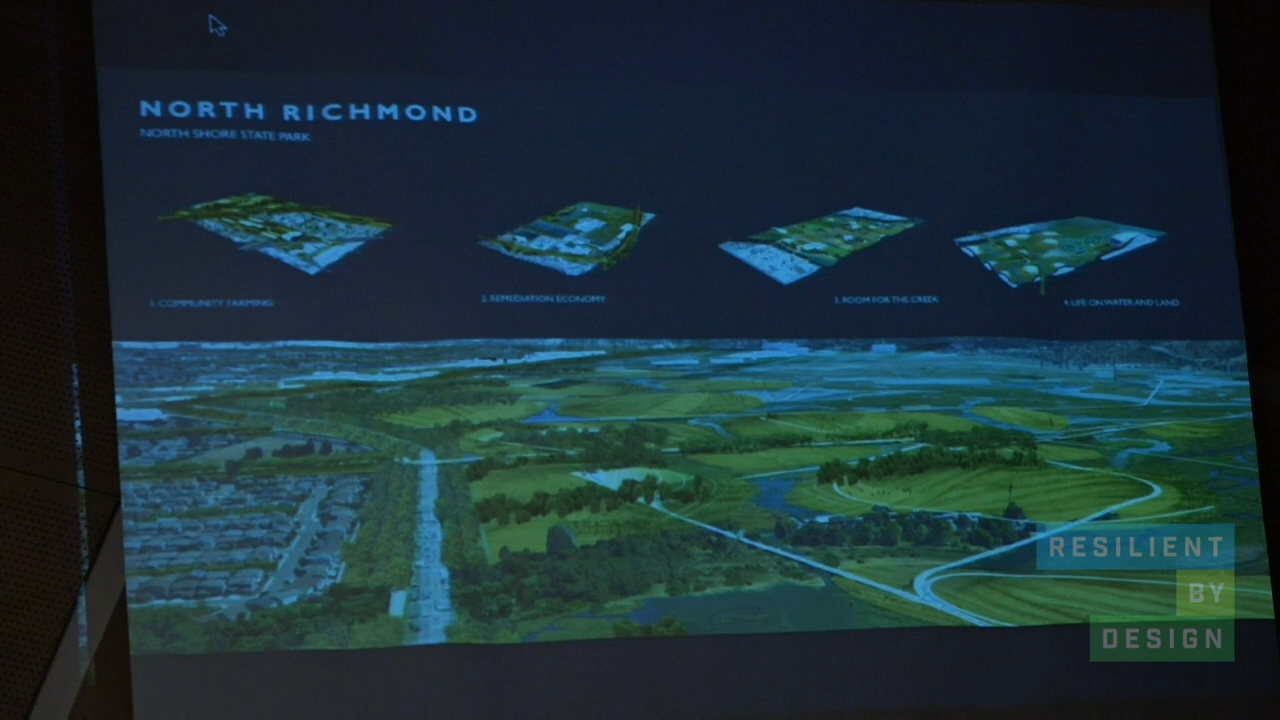 NORTH RICHMOND
NORTH SHORE STATE PARK
1. COMMUNITY FARMING
2. REMEDIATION ECONOMY
3. ROOM FOR THE CREEK
4. LIFE ON WATER AND LAND
RESILIENT
BY
DESIGN